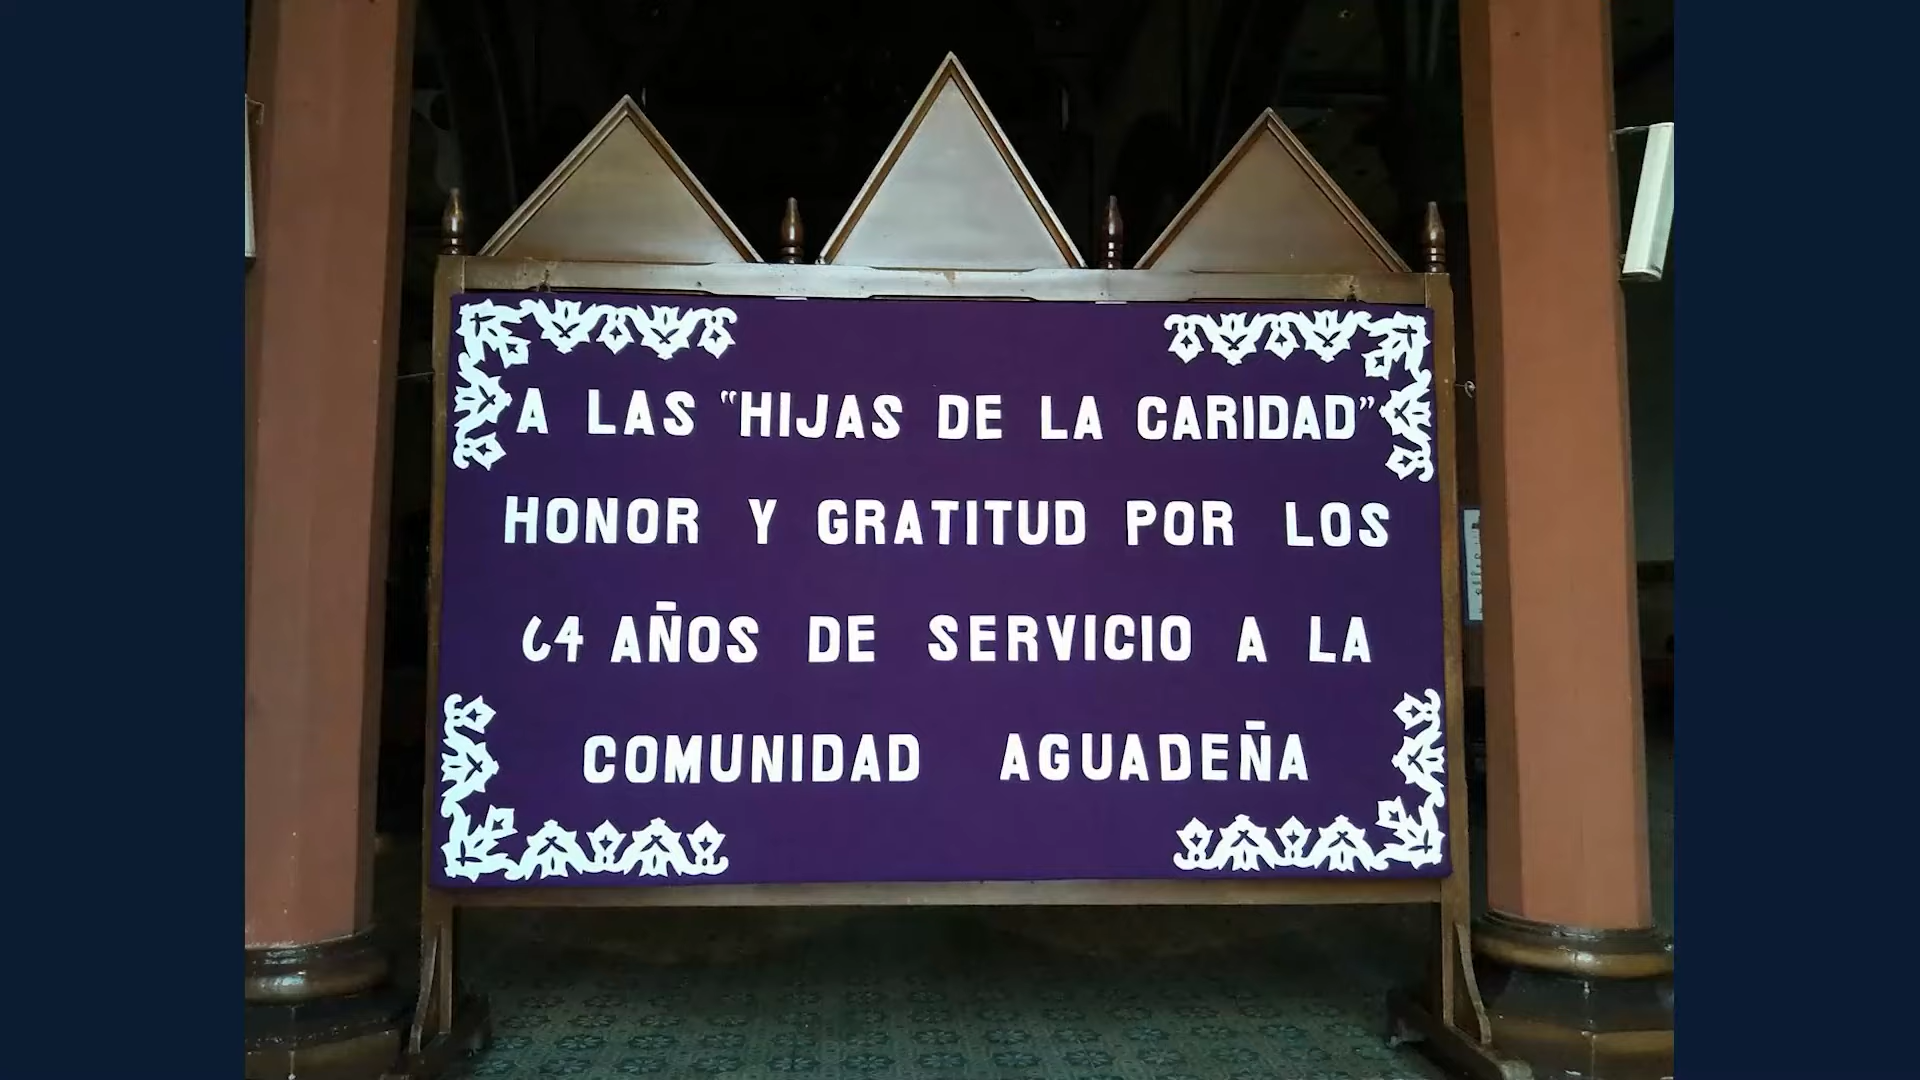 A LAS "HIJAS DE LA CARIDAD"
HONOR Y GRATITUD POR LOS
64 AÑOS DE SERVICIO A LA
COMUNIDAD AGUADEÑA